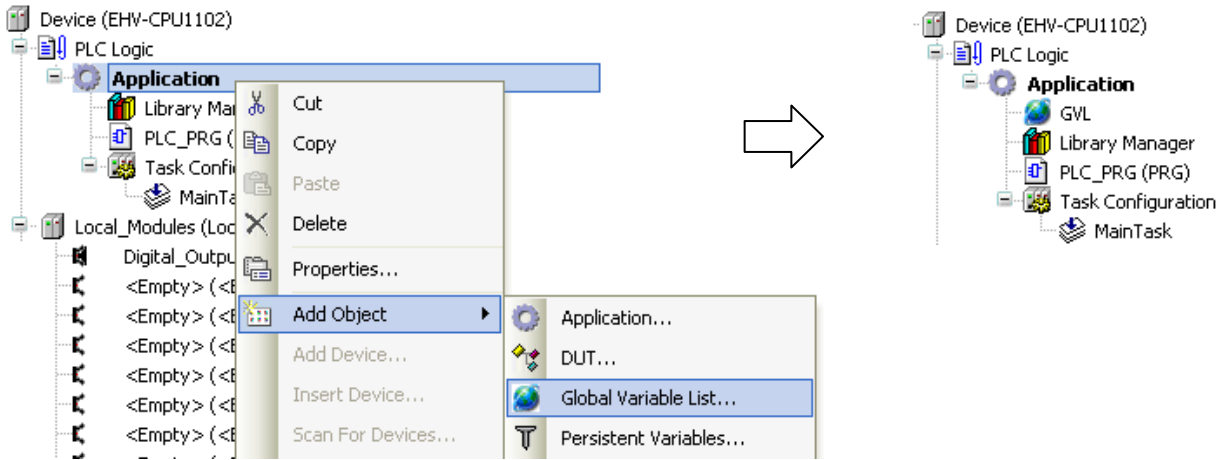 Device (EHV-CPU1102)
PLC Logic
Application
Library Ma
PLC_PRG (
Task Confi
MainTa
Local_Modules (Loc
Digital_Outpu
<Empty> (<E
<Empty> (<E
<Empty> (<E
<Empty> (<E
<Empty> (<E
<Empty> (<E
Cut
Copy
Paste
Delete
Properties...
Add Object
Add Device...
Insert Device...
Scan For Devices...
Application...
DUT...
Global Variable List...
Persistent Variables...
Device (EHV-CPU1102)
PLC Logic
Application
GVL
Library Manager
PLC_PRG (PRG)
Task Configuration
MainTask